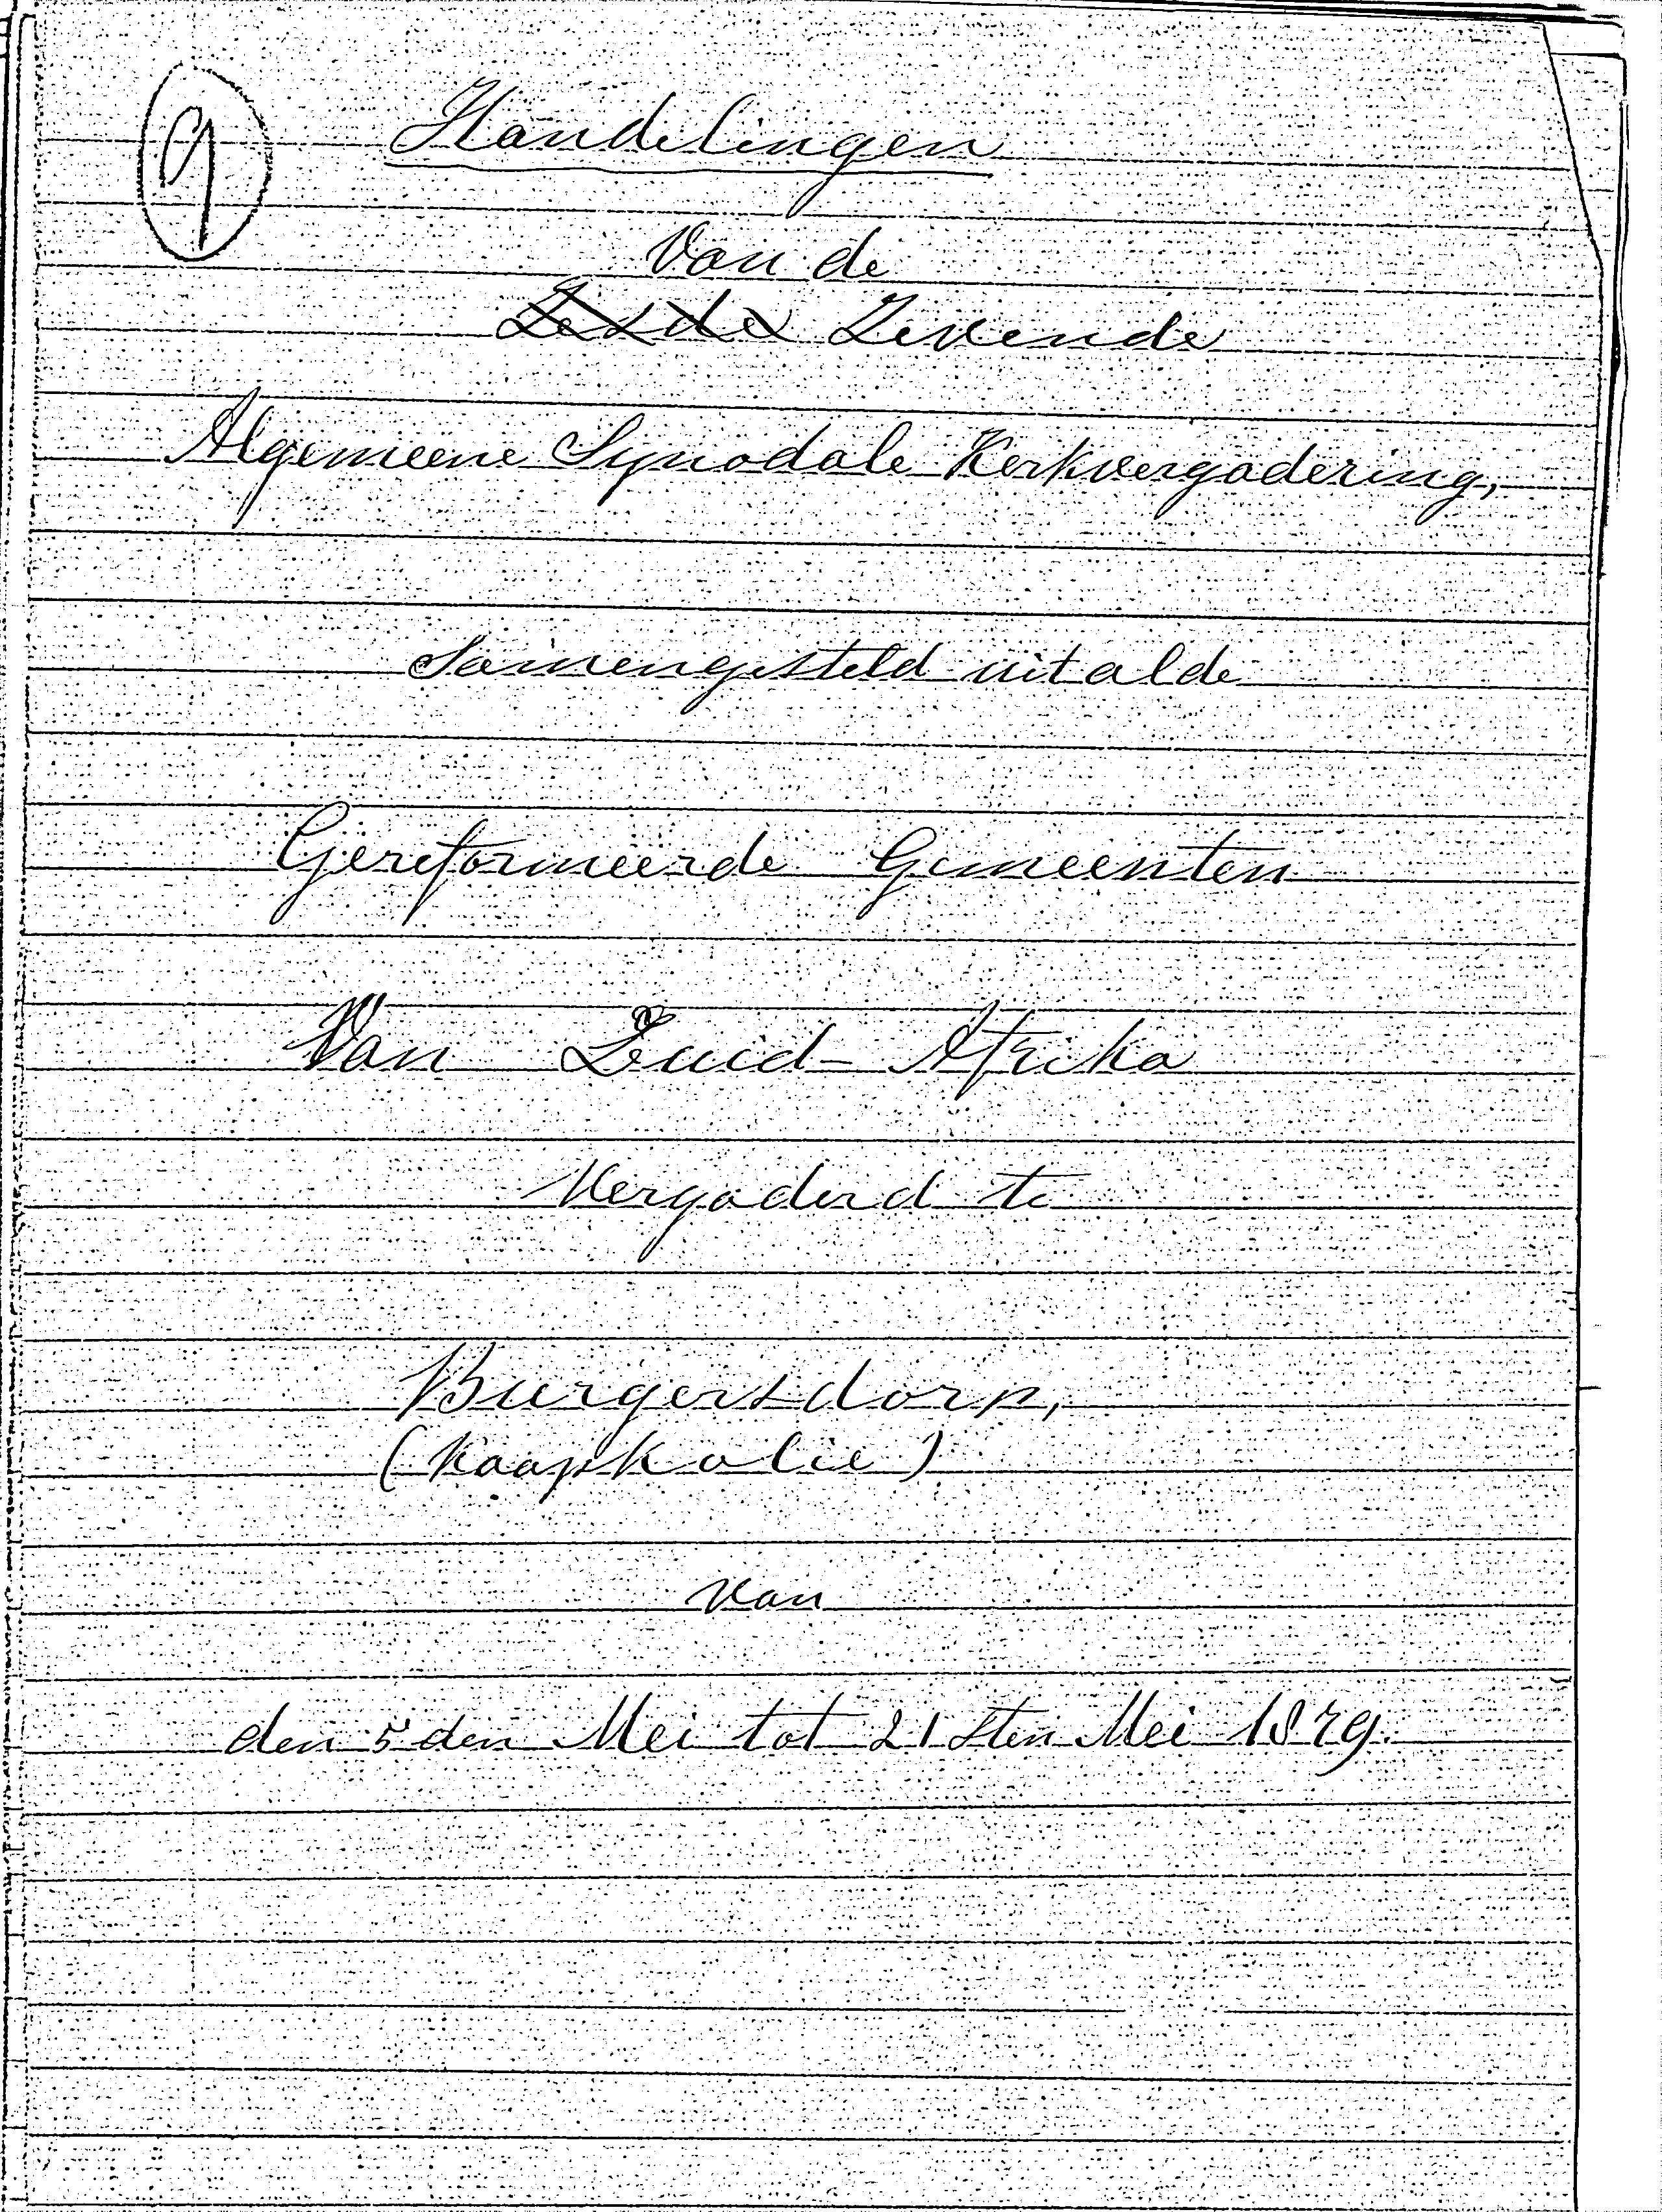 9
Handelingen
Van de
Zesde Zevende
Algemeene Synodale Kerkvergadering,
Samengesteld uit al de
Gereformeerde Gemeenten
Van Zuid-Afrika
Vergaderd te
Burgersdorp,
(Kaapkolie)
van
den 5den Mei tot 21sten Mei 1879.